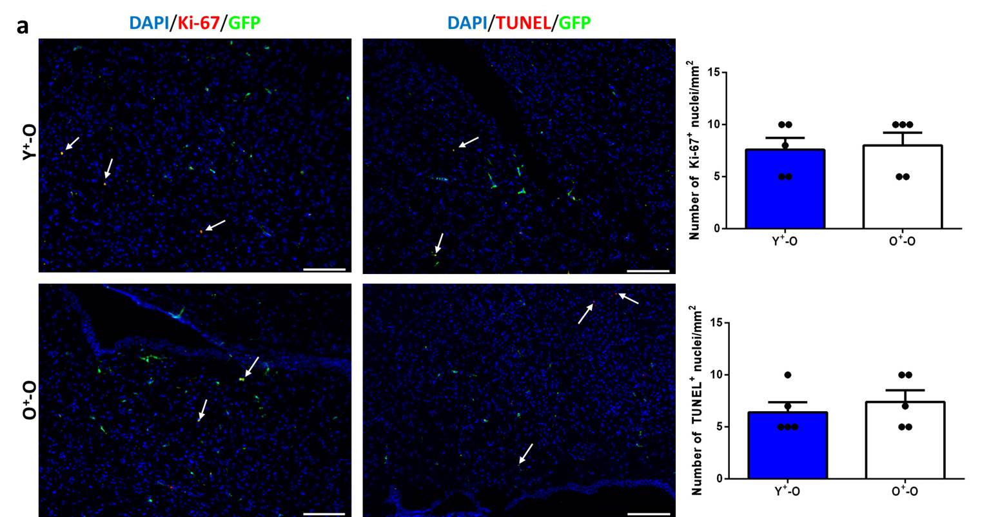 a
DAPI/Ki-67/GFP
DAPI/TUNEL/GFP
Y⁺-O
O⁺-O
Number of Ki-67⁺ nuclei/mm²
15
10
5
0
Y⁺-O
O⁺-O
Number of TUNEL⁺ nuclei/mm²
15
10
5
0
Y⁺-O
O⁺-O